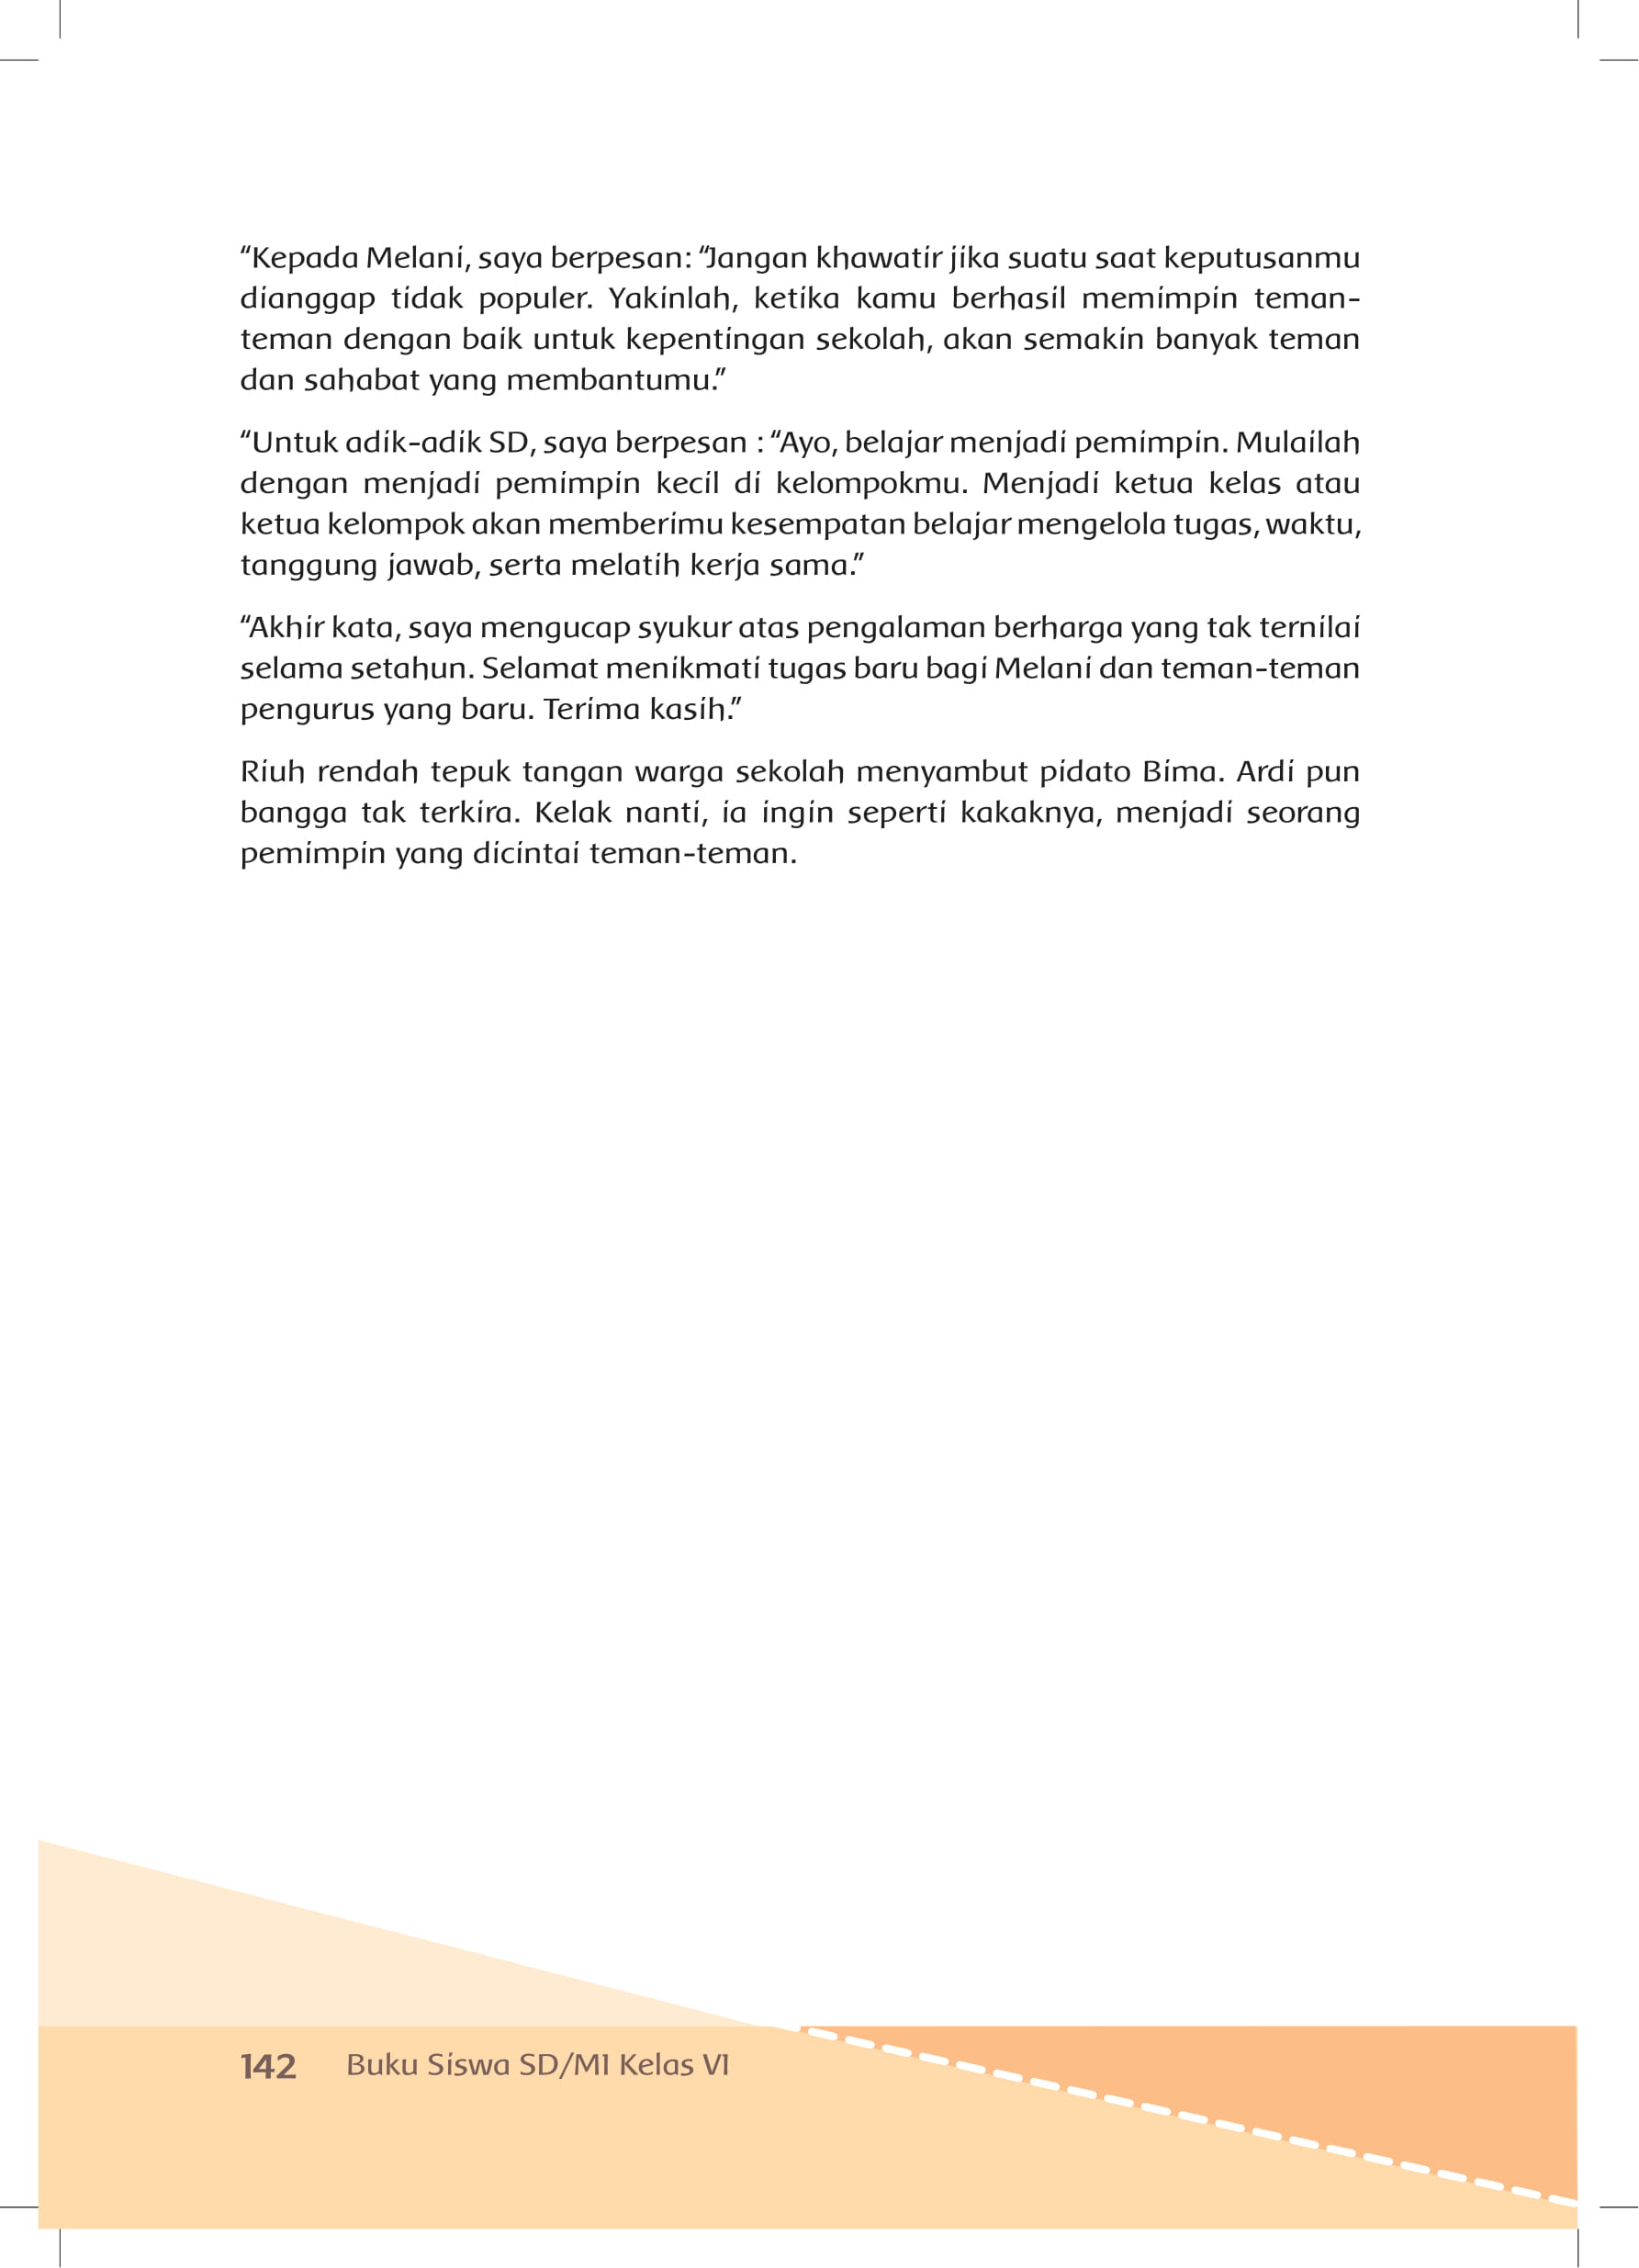 “Kepada Melani, saya berpesan: “Jangan khawatir jika suatu saat keputusanmu
dianggap tidak populer. Yakinlah, ketika kamu berhasil memimpin teman-
teman dengan baik untuk kepentingan sekolah, akan semakin banyak teman
dan sahabat yang membantumu.”
“Untuk adik-adik SD, saya berpesan : “Ayo, belajar menjadi pemimpin. Mulailah
dengan menjadi pemimpin kecil di kelompokmu. Menjadi ketua kelas atau
ketua kelompok akan memberimu kesempatan belajar mengelola tugas, waktu,
tanggung jawab, serta melatih kerja sama.”
“Akhir kata, saya mengucap syukur atas pengalaman berharga yang tak ternilai
selama setahun. Selamat menikmati tugas baru bagi Melani dan teman-teman
pengurus yang baru. Terima kasih.”
Riuh rendah tepuk tangan warga sekolah menyambut pidato Bima. Ardi pun
bangga tak terkira. Kelak nanti, ia ingin seperti kakaknya, menjadi seorang
pemimpin yang dicintai teman-teman.
142 Buku Siswa SD/MI Kelas VI